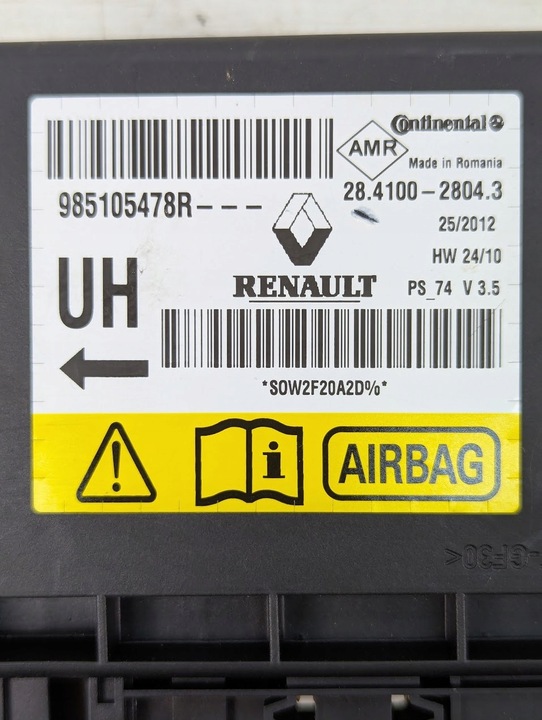 Continental
AMR
Made in Romania
985105478R---
28.4100-2804.3
25/2012
HW 24/10
RENAULT
PS_74 V 3.5
UH
*SOW2F20A2D%*
i
AIRBAG
-GF30<